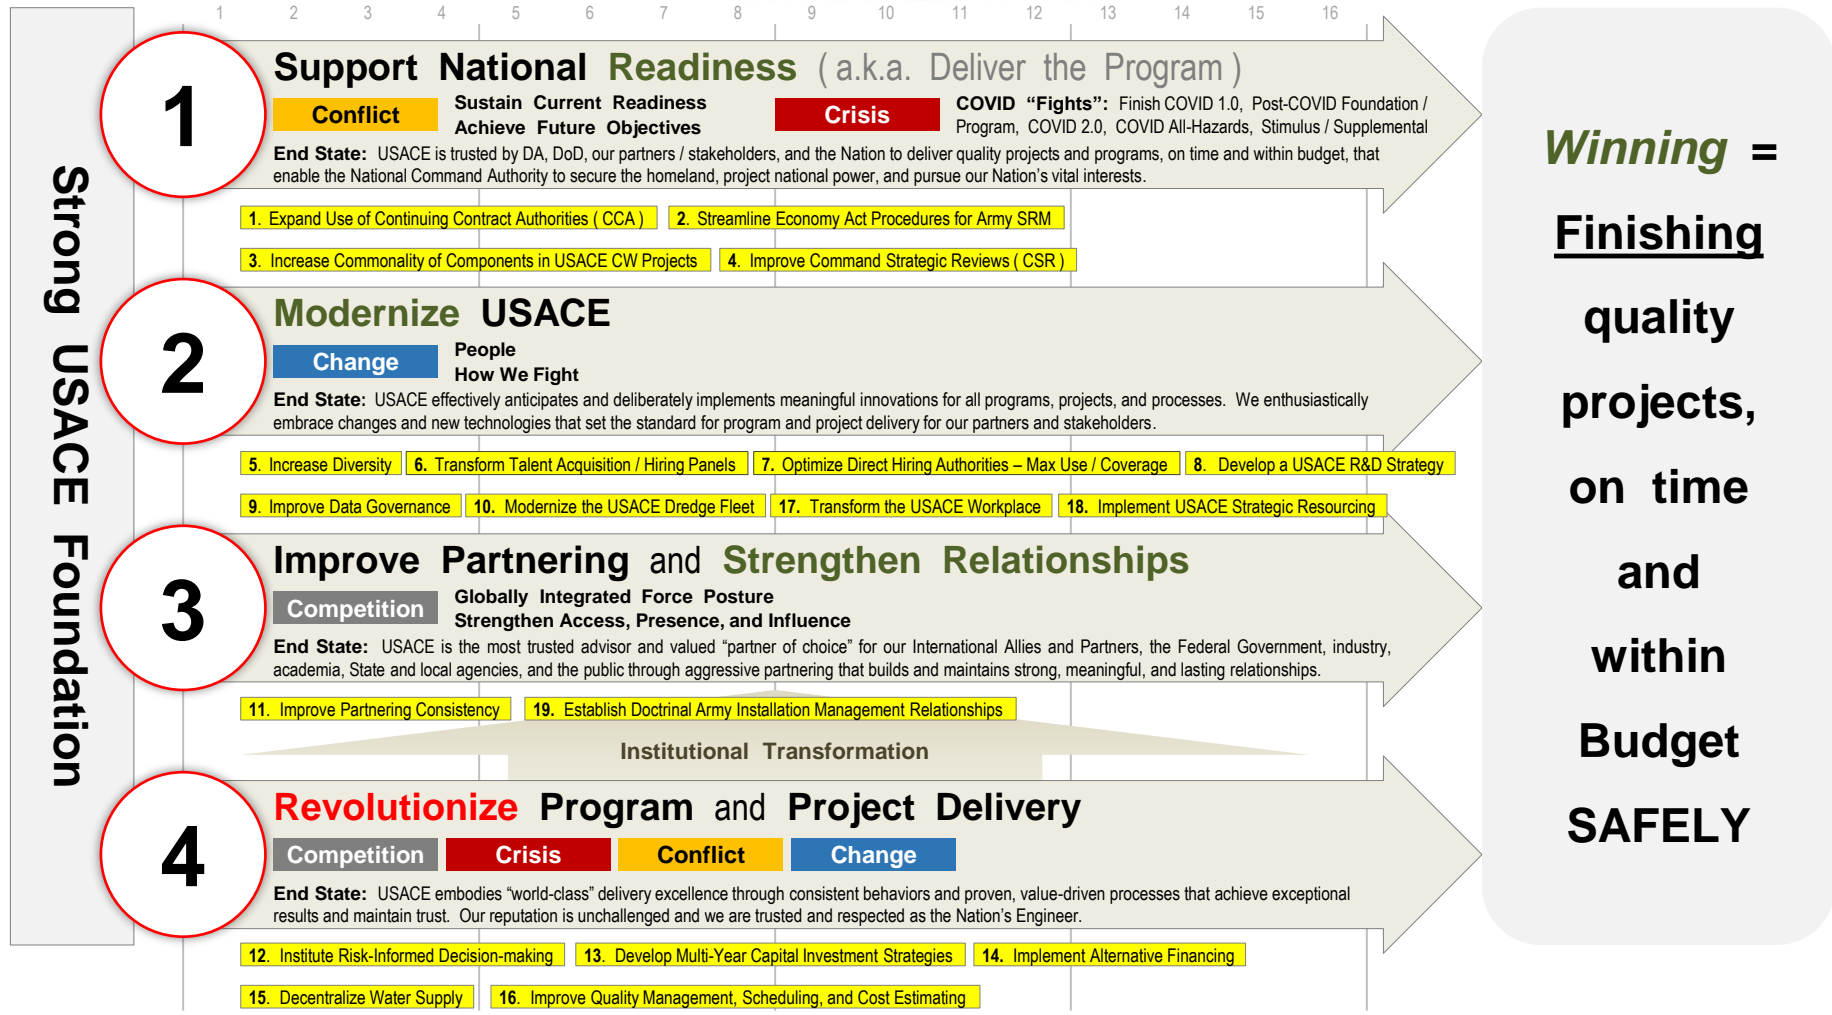 1 2 3 4 5 6 7 8 9 10 11 12 13 14 15 16
Strong USACE Foundation
1
Support National Readiness ( a.k.a. Deliver the Program )
Conflict
Sustain Current Readiness
Achieve Future Objectives
Crisis
COVID “Fights”: Finish COVID 1.0, Post-COVID Foundation /
Program, COVID 2.0, COVID All-Hazards, Stimulus / Supplemental
End State: USACE is trusted by DA, DoD, our partners / stakeholders, and the Nation to deliver quality projects and programs, on time and within budget, that
enable the National Command Authority to secure the homeland, project national power, and pursue our Nation’s vital interests.
1. Expand Use of Continuing Contract Authorities ( CCA )
2. Streamline Economy Act Procedures for Army SRM
3. Increase Commonality of Components in USACE CW Projects
4. Improve Command Strategic Reviews ( CSR )
2
Modernize USACE
Change
People
How We Fight
End State: USACE effectively anticipates and deliberately implements meaningful innovations for all programs, projects, and processes. We enthusiastically
embrace changes and new technologies that set the standard for program and project delivery for our partners and stakeholders.
5. Increase Diversity
6. Transform Talent Acquisition / Hiring Panels
7. Optimize Direct Hiring Authorities – Max Use / Coverage
8. Develop a USACE R&D Strategy
9. Improve Data Governance
10. Modernize the USACE Dredge Fleet
17. Transform the USACE Workplace
18. Implement USACE Strategic Resourcing
3
Improve Partnering and Strengthen Relationships
Competition
Globally Integrated Force Posture
Strengthen Access, Presence, and Influence
End State: USACE is the most trusted advisor and valued “partner of choice” for our International Allies and Partners, the Federal Government, industry,
academia, State and local agencies, and the public through aggressive partnering that builds and maintains strong, meaningful, and lasting relationships.
11. Improve Partnering Consistency
19. Establish Doctrinal Army Installation Management Relationships
Institutional Transformation
4
Revolutionize Program and Project Delivery
Competition
Crisis
Conflict
Change
End State: USACE embodies “world-class” delivery excellence through consistent behaviors and proven, value-driven processes that achieve exceptional
results and maintain trust. Our reputation is unchallenged and we are trusted and respected as the Nation’s Engineer.
12. Institute Risk-Informed Decision-making
13. Develop Multi-Year Capital Investment Strategies
14. Implement Alternative Financing
15. Decentralize Water Supply
16. Improve Quality Management, Scheduling, and Cost Estimating
Winning =
Finishing
quality
projects,
on time
and
within
Budget
SAFELY